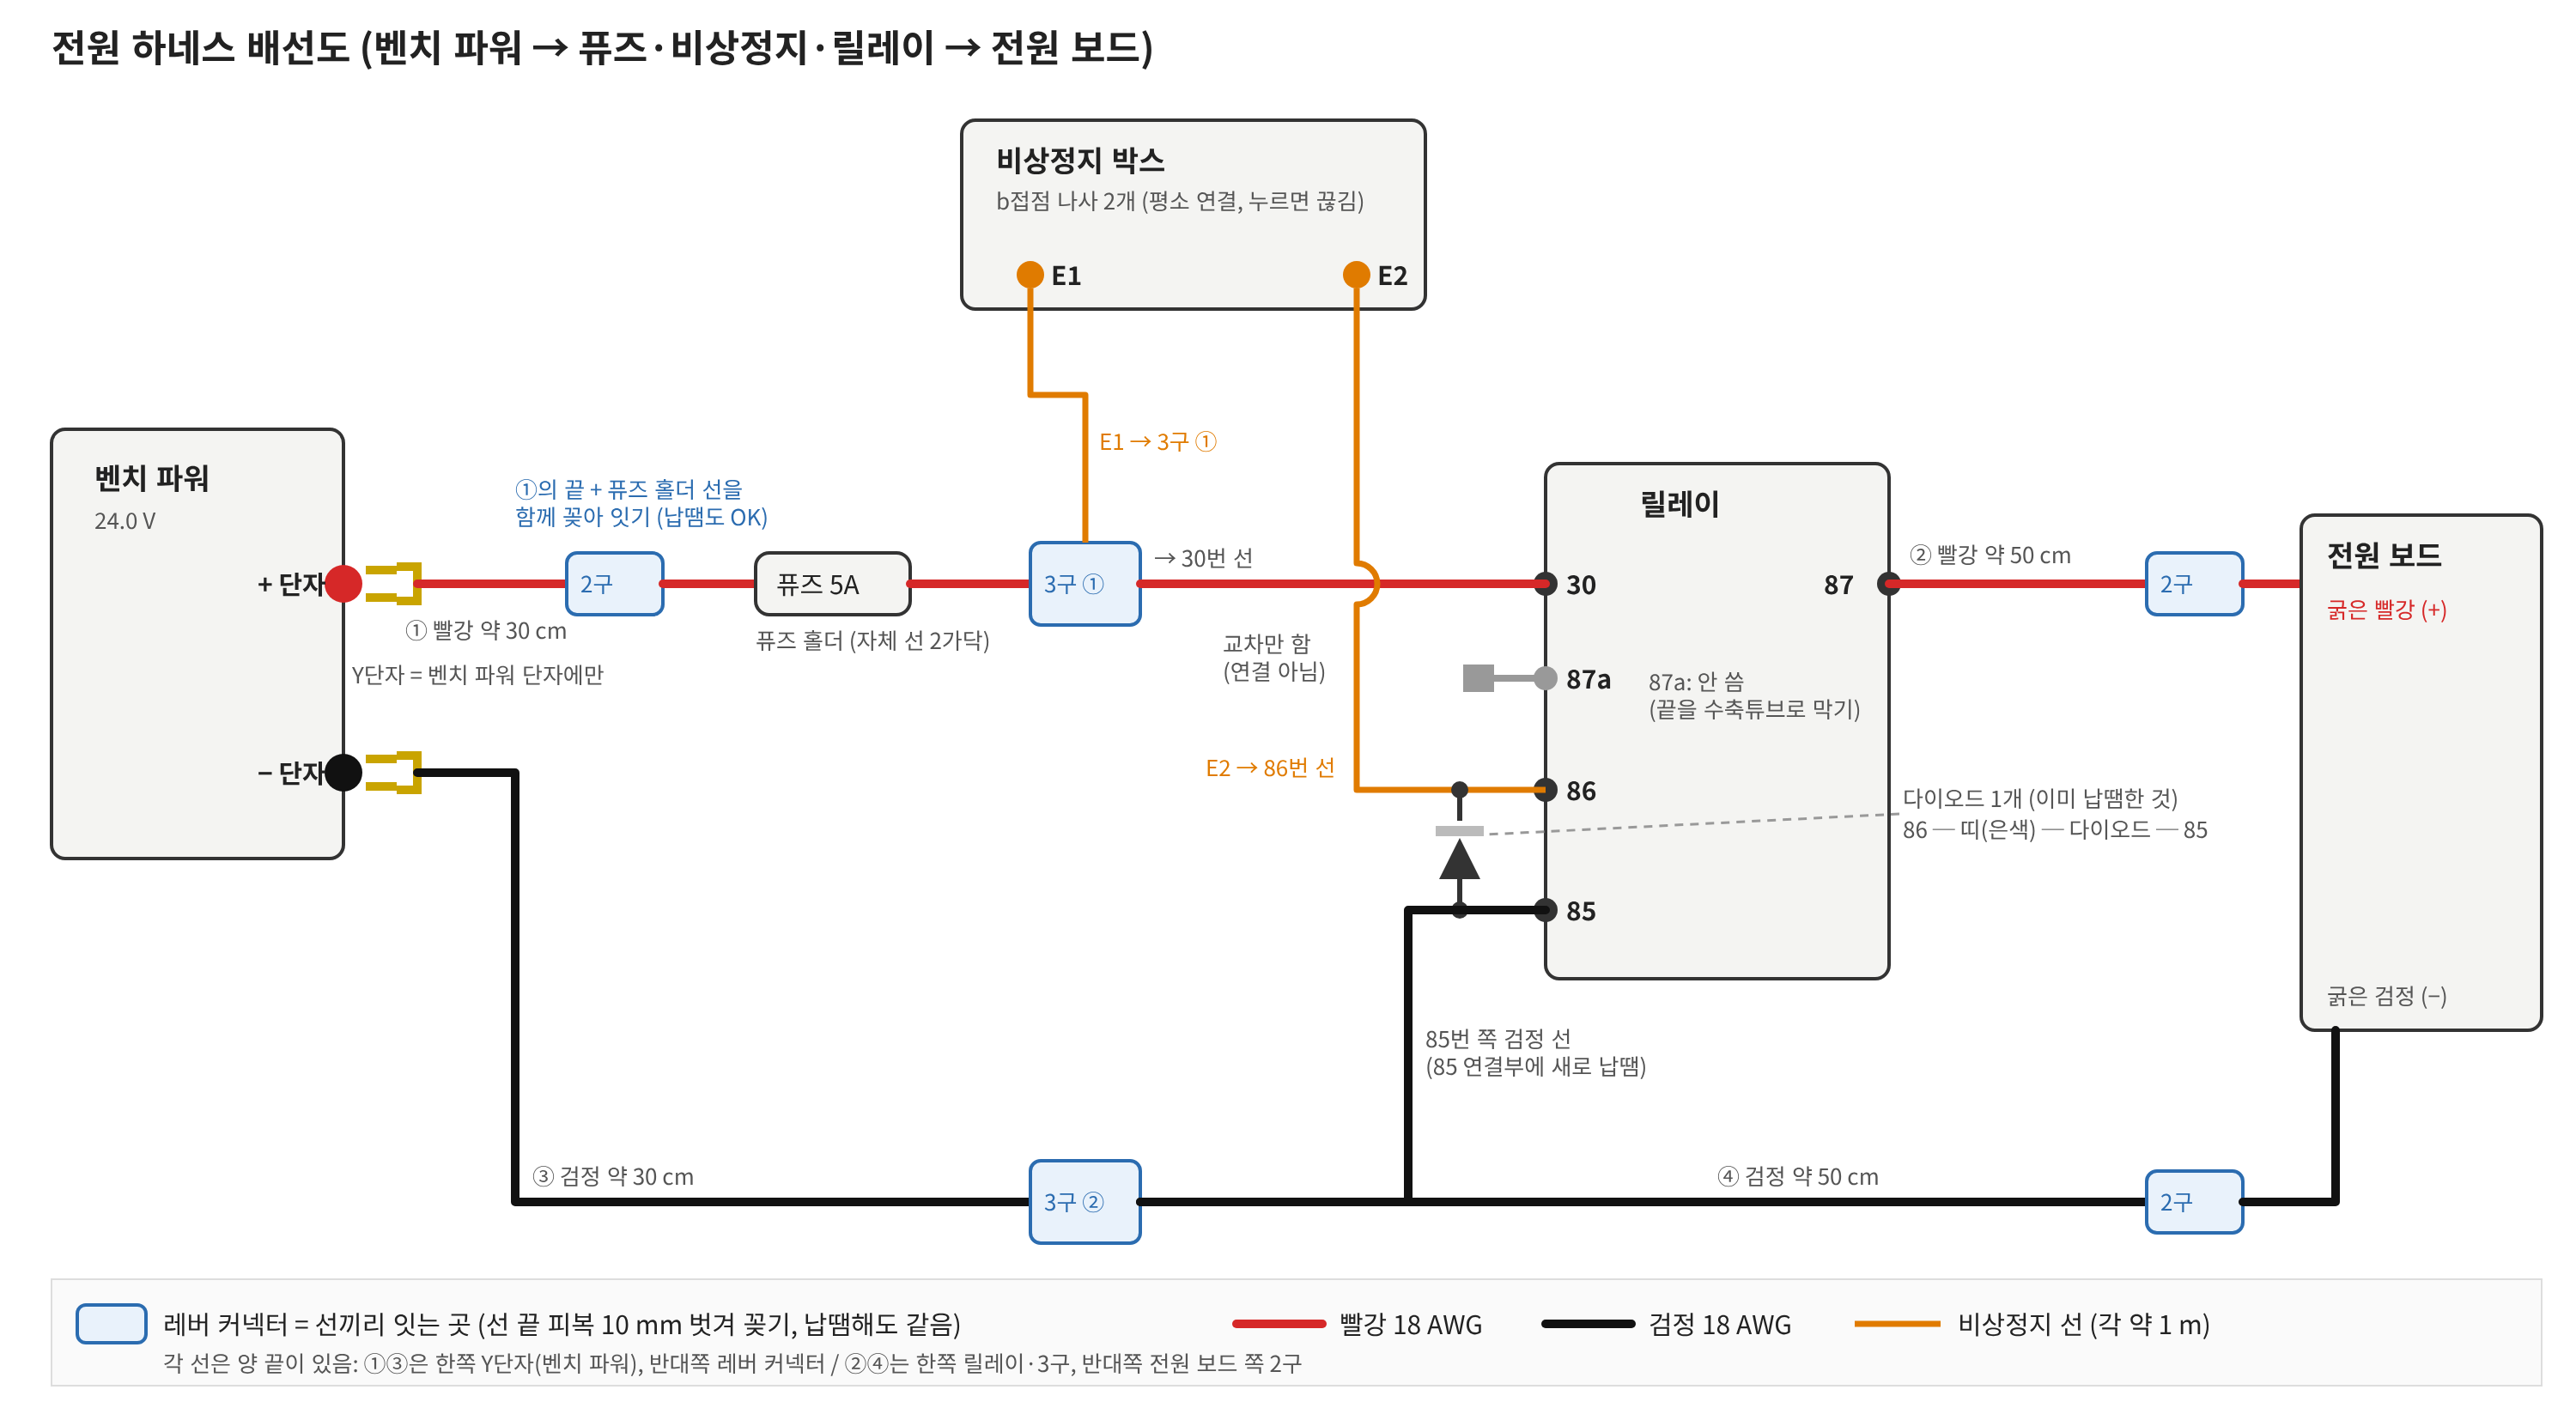 전원 하네스 배선도 (벤치 파워 → 퓨즈·비상정지·릴레이 → 전원 보드)
비상정지 박스
b접점 나사 2개 (평소 연결, 누르면 끊김)
E1
E2
E1 → 3구 ①
벤치 파워
24.0 V
+ 단자
− 단자
①의 끝 + 퓨즈 홀더 선을
함께 꽂아 잇기 (납땜도 OK)
2구
퓨즈 5A
3구 ①
→ 30번 선
① 빨강 약 30 cm
퓨즈 홀더 (자체 선 2가닥)
Y단자 = 벤치 파워 단자에만
교차만 함
(연결 아님)
E2 → 86번 선
릴레이
30
87
87a
87a: 안 씀
(끝을 수축튜브로 막기)
86
85
② 빨강 약 50 cm
2구
전원 보드
굵은 빨강 (+)
굵은 검정 (−)
다이오드 1개 (이미 납땜한 것)
86 — 띠(은색) — 다이오드 — 85
85번 쪽 검정 선
(85 연결부에 새로 납땜)
③ 검정 약 30 cm
3구 ②
④ 검정 약 50 cm
2구
레버 커넥터 = 선끼리 잇는 곳 (선 끝 피복 10 mm 벗겨 꽂기, 납땜해도 같음)
빨강 18 AWG
검정 18 AWG
비상정지 선 (각 약 1 m)
각 선은 양 끝이 있음: ①③은 한쪽 Y단자(벤치 파워), 반대쪽 레버 커넥터 / ②④는 한쪽 릴레이·3구, 반대쪽 전원 보드 쪽 2구